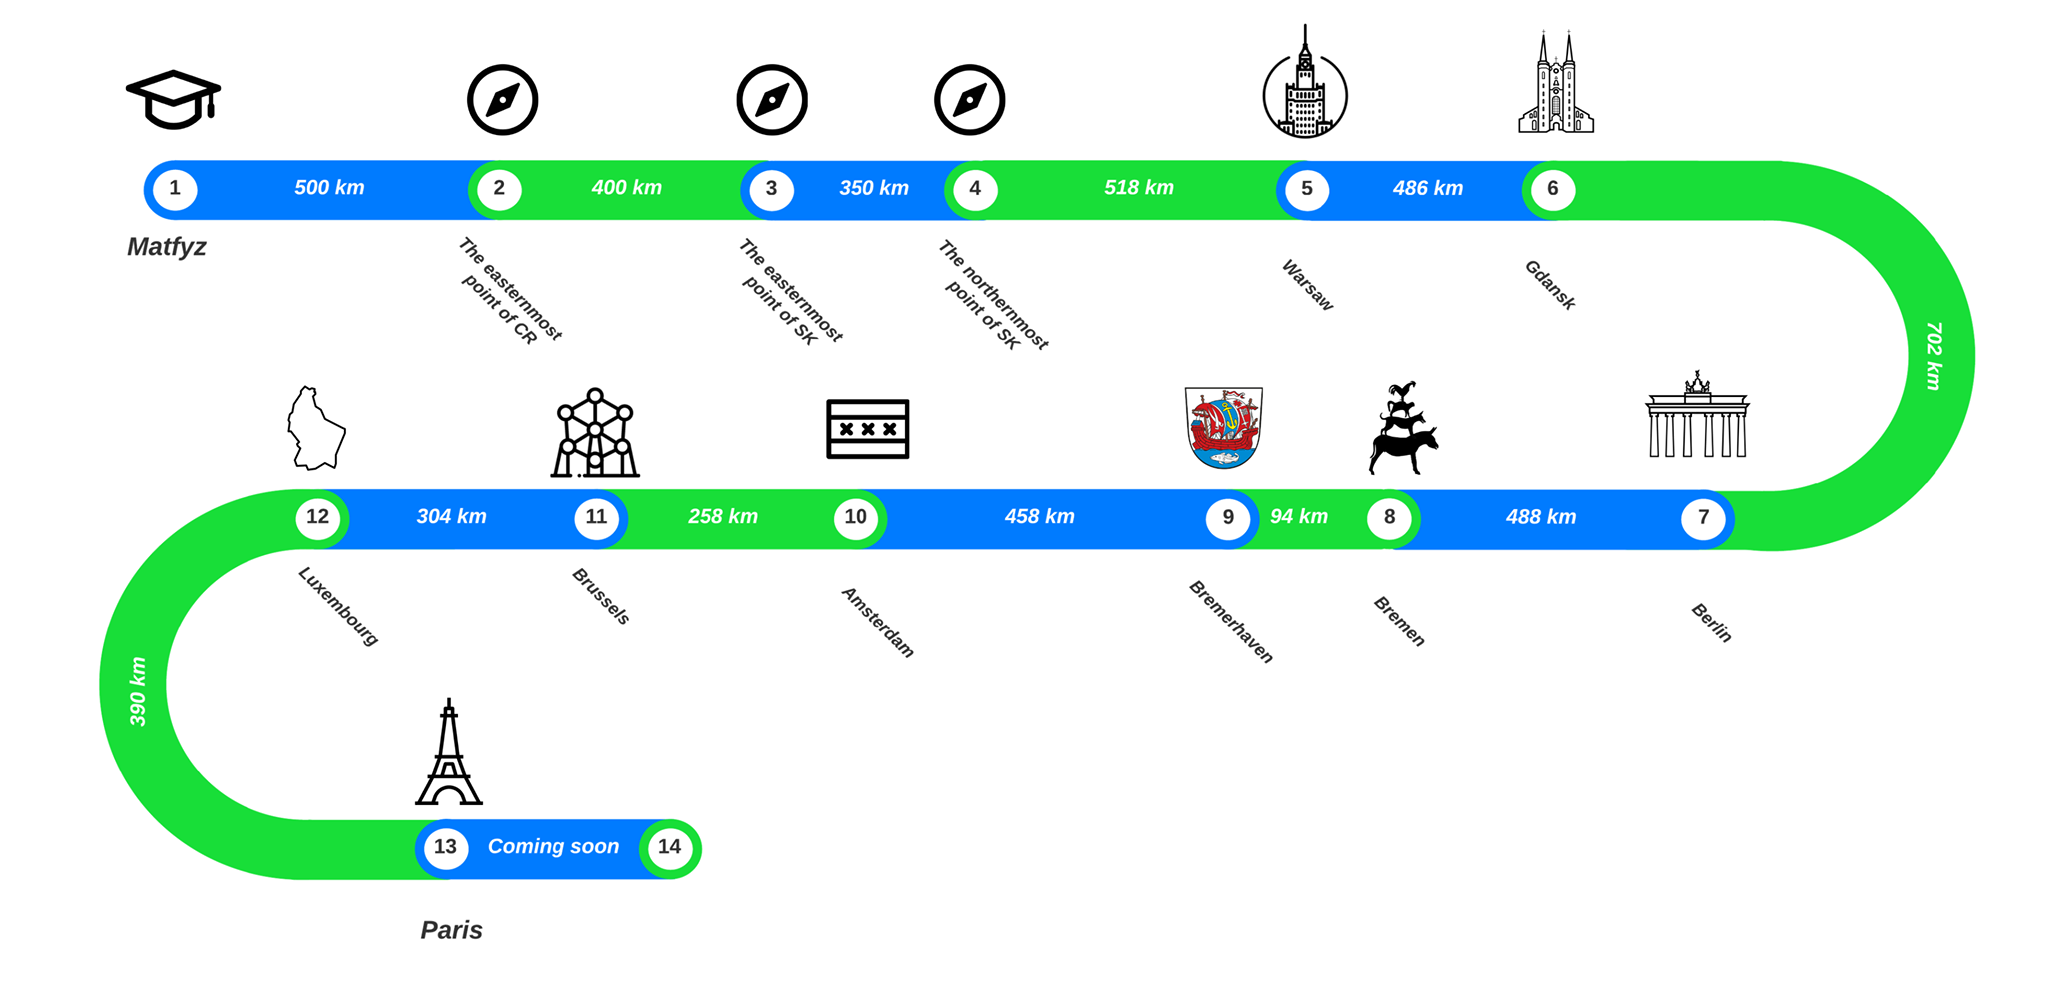 1
500 km
2
400 km
3
350 km
4
518 km
5
486 km
6
Matfyz
The easternmost
point of CR
The easternmost
point of SK
The northernmost
point of SK
Warsaw
Gdansk
702 km
12
304 km
11
258 km
10
458 km
9
94 km
8
488 km
7
Luxembourg
Brussels
Amsterdam
Bremerhaven
Bremen
Berlin
390 km
13
Coming soon
14
Paris